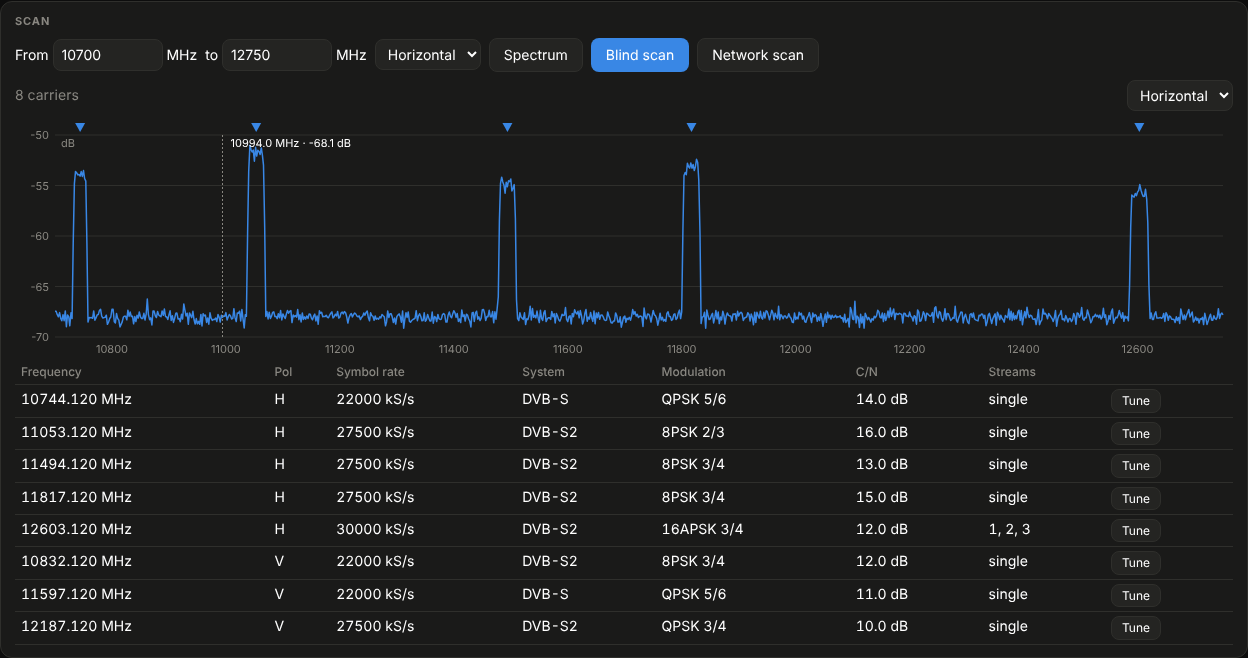 SCAN
From 10700 MHz to 12750 MHz Horizontal Spectrum Blind scan Network scan
8 carriers Horizontal
-50
dB 10994.0 MHz · -68.1 dB
-55
-60
-65
-70
10800 11000 11200 11400 11600 11800 12000 12200 12400 12600
Frequency Pol Symbol rate System Modulation C/N Streams
10744.120 MHz H 22000 kS/s DVB-S QPSK 5/6 14.0 dB single Tune
11053.120 MHz H 27500 kS/s DVB-S2 8PSK 2/3 16.0 dB single Tune
11494.120 MHz H 27500 kS/s DVB-S2 8PSK 3/4 13.0 dB single Tune
11817.120 MHz H 27500 kS/s DVB-S2 8PSK 3/4 15.0 dB single Tune
12603.120 MHz H 30000 kS/s DVB-S2 16APSK 3/4 12.0 dB 1, 2, 3 Tune
10832.120 MHz V 22000 kS/s DVB-S2 8PSK 3/4 12.0 dB single Tune
11597.120 MHz V 22000 kS/s DVB-S QPSK 5/6 11.0 dB single Tune
12187.120 MHz V 27500 kS/s DVB-S2 QPSK 3/4 10.0 dB single Tune